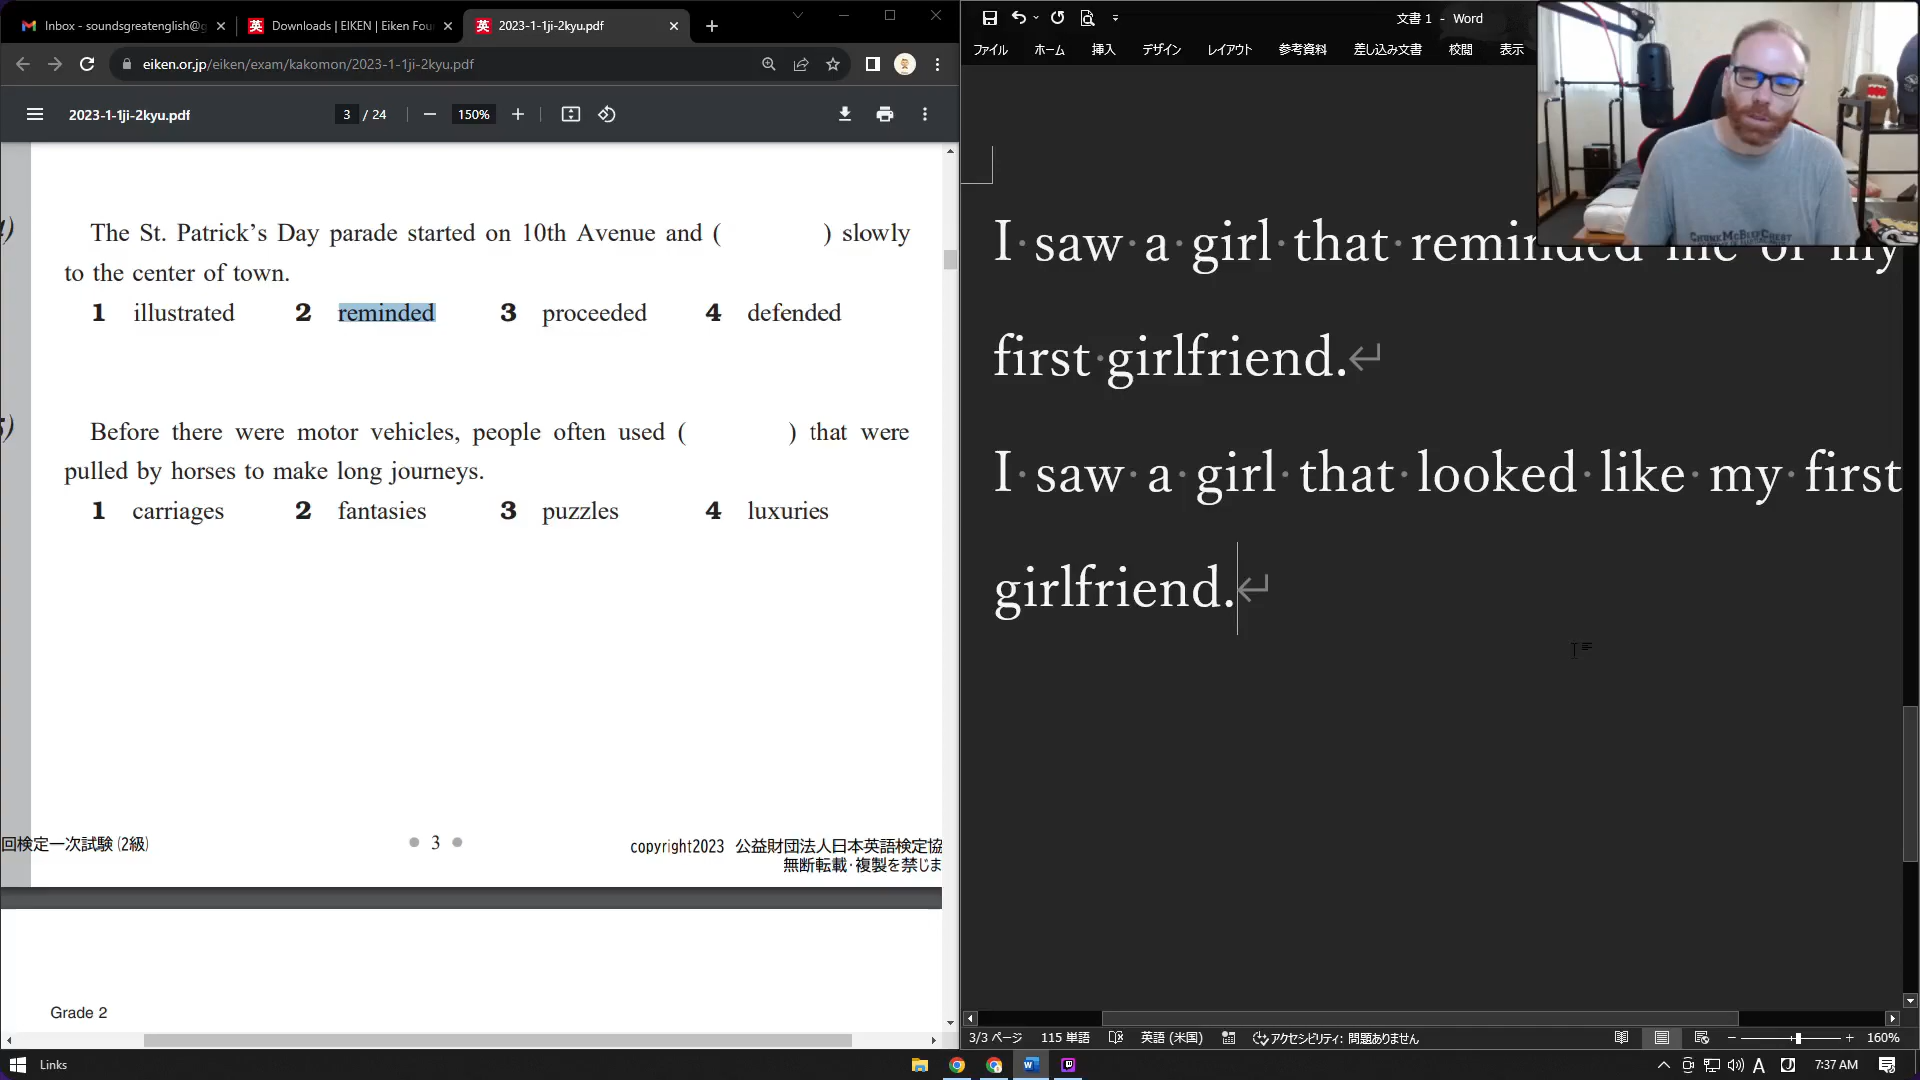 Inbox - soundsgreatenglish@g
Downloads | EIKEN | Eiken Fou
2023-1-1ji-2kyu.pdf
eiken.or.jp/eiken/exam/kakomon/2023-1-1ji-2kyu.pdf
2023-1-1ji-2kyu.pdf
3 / 24
150%
The St. Patrick's Day parade started on 10th Avenue and ( ) slowly
to the center of town.
1 illustrated 2 reminded 3 proceeded 4 defended
5)
Before there were motor vehicles, people often used ( ) that were
pulled by horses to make long journeys.
1 carriages 2 fantasies 3 puzzles 4 luxuries
回検定一次試験 (2級)
3
copyright2023 公益財団法人日本英語検定協
無断転載・複製を禁じま
Grade 2
文書 1 - Word
ファイル ホーム 挿入 デザイン レイアウト 参考資料 差し込み文書 校閲 表示
I saw a girl that reminded me of my
first girlfriend.
I saw a girl that looked like my first
girlfriend.
3/3 ページ 115 単語 英語 (米国) アクセシビリティ: 問題ありません 160%
Links
A
7:37 AM